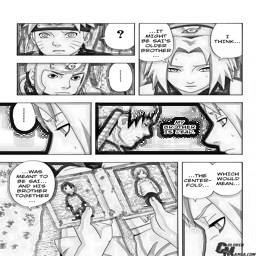 I
THINK...
...IT
MIGHT
BE SAI'S
OLDER
BROTHER
?
...
...
MY
BROTHER
IS DEAD.
...
WHICH
WOULD
MEAN...
...THE
CENTER-
FOLD...
...WAS
MEANT TO
BE SAI...
AND HIS
BROTHER
TOGETHER
...